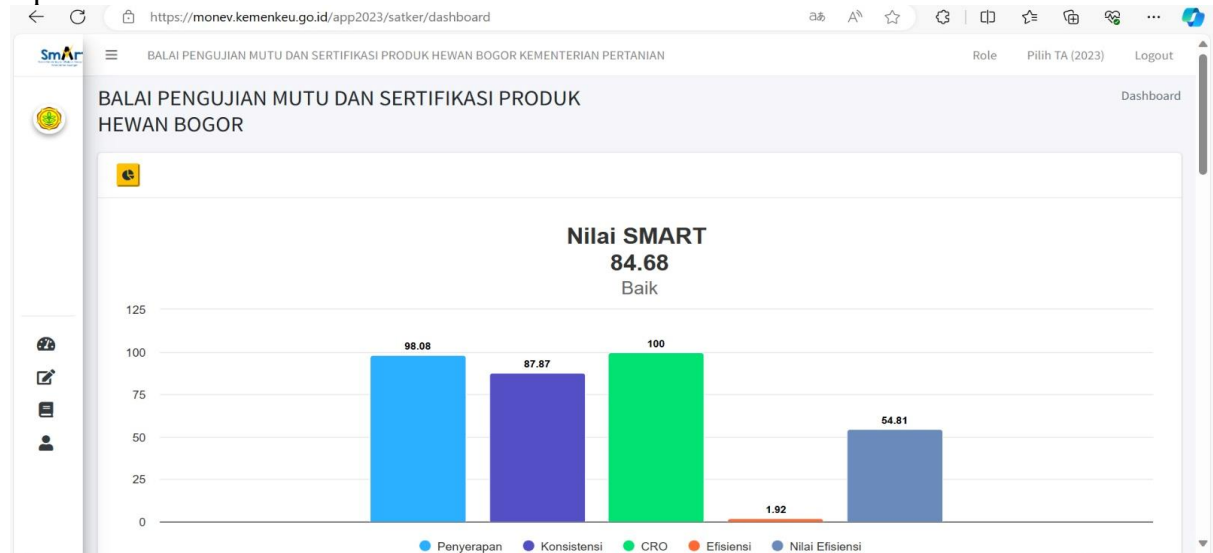 https://monev.kemenkeu.go.id/app2023/satker/dashboard
SmArt
BALAI PENGUJIAN MUTU DAN SERTIFIKASI PRODUK HEWAN BOGOR KEMENTERIAN PERTANIAN
Role
Pilih TA (2023)
Logout
BALAI PENGUJIAN MUTU DAN SERTIFIKASI PRODUK
HEWAN BOGOR
Dashboard
Nilai SMART
84.68
Baik
125
100
75
50
25
0
98.08
87.87
100
1.92
54.81
Penyerapan
Konsistensi
CRO
Efisiensi
Nilai Efisiensi